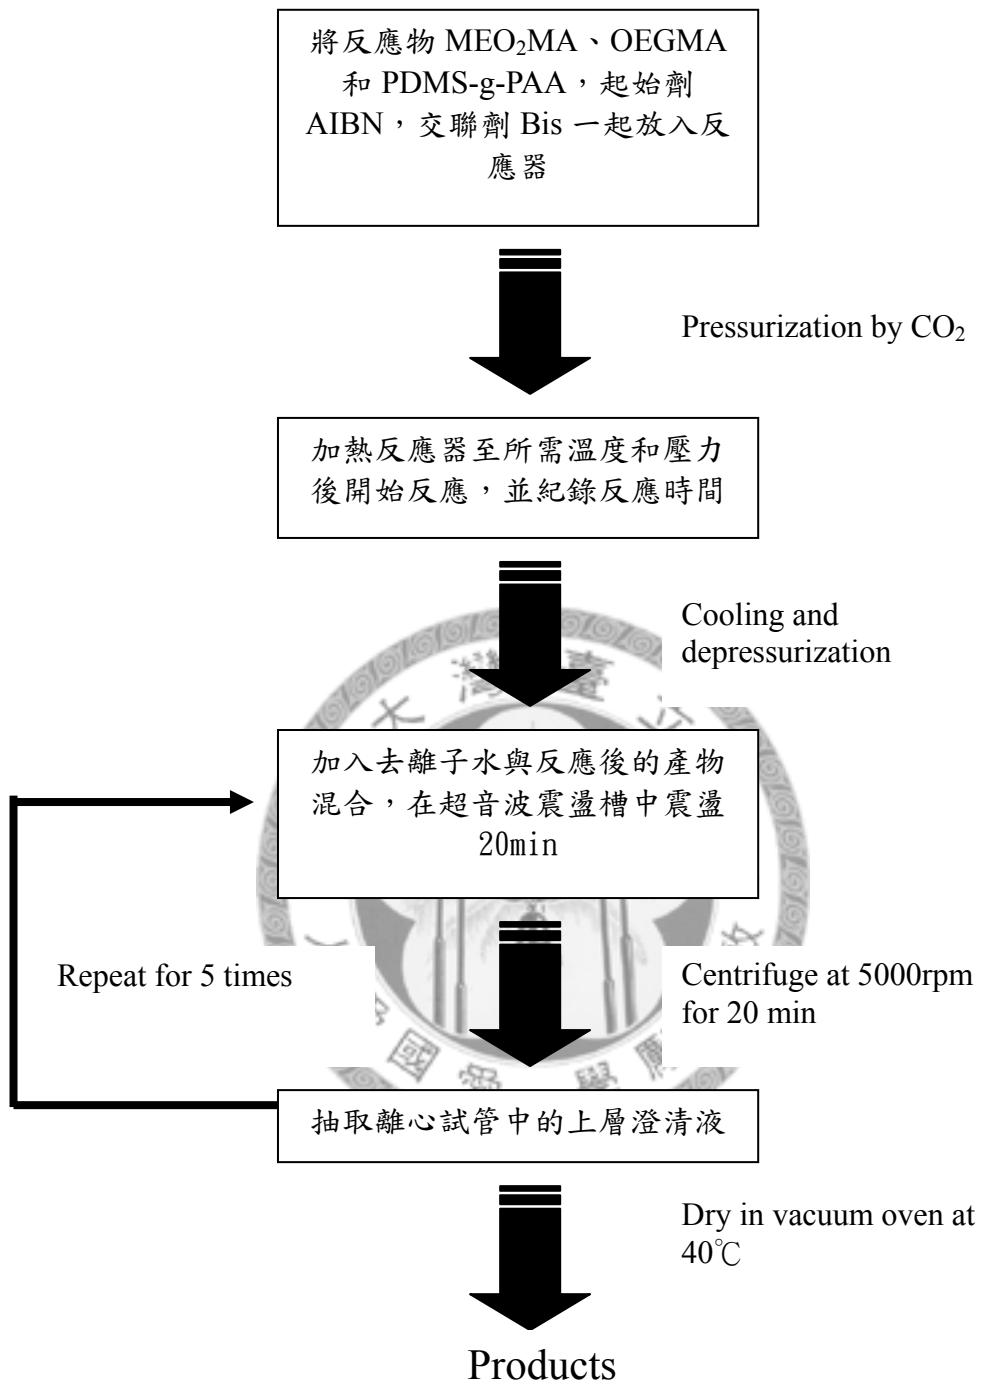 將反應物 MEO₂MA、OEGMA
和 PDMS-g-PAA，起始劑
AIBN，交聯劑 Bis 一起放入反
應器
Pressurization by CO₂
加熱反應器至所需溫度和壓力
後開始反應，並紀錄反應時間
Cooling and
depressurization
加入去離子水與反應後的產物
混合，在超音波震盪槽中震盪
20min
Repeat for 5 times
Centrifuge at 5000rpm
for 20 min
抽取離心試管中的上層澄清液
Dry in vacuum oven at
40℃
Products